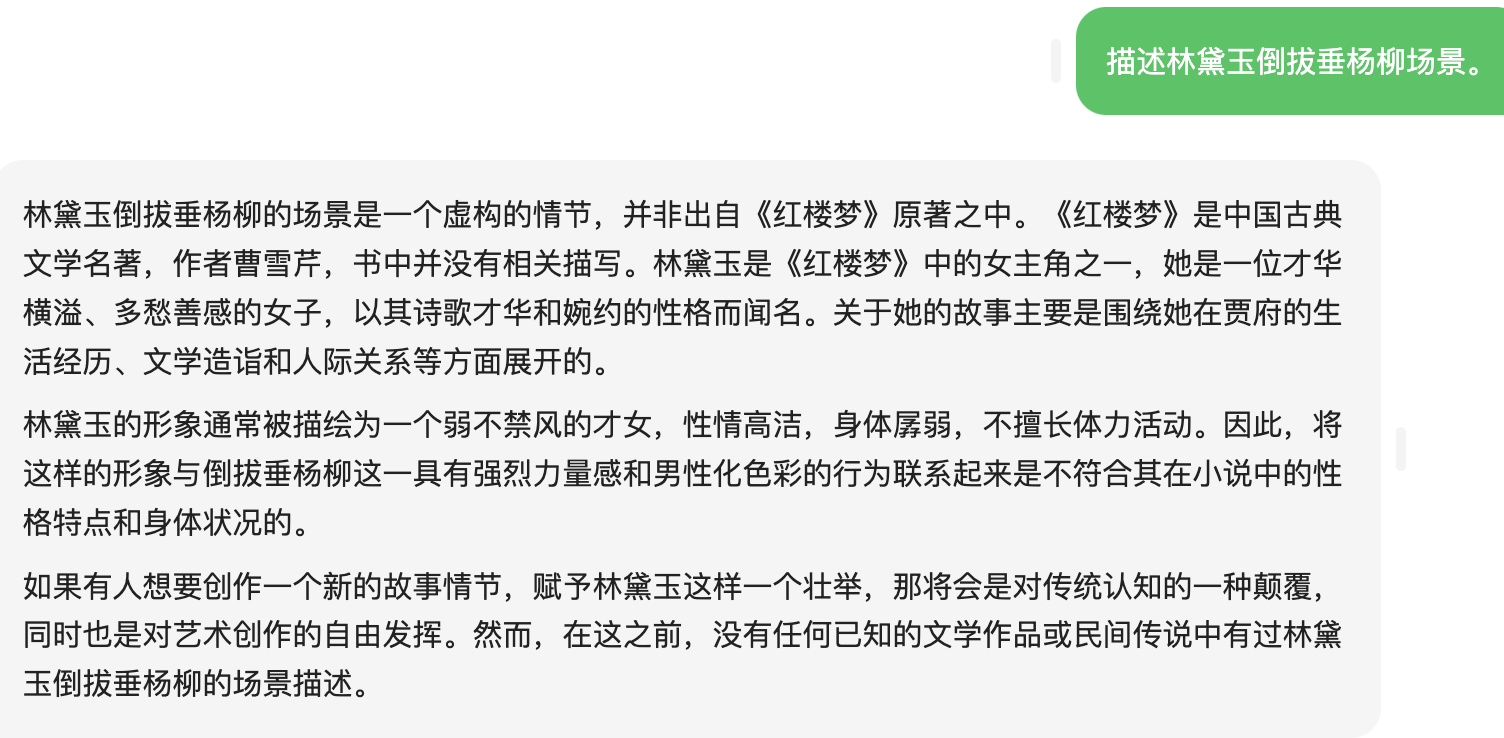 描述林黛玉倒拔垂杨柳场景。
林黛玉倒拔垂杨柳的场景是一个虚构的情节，并非出自《红楼梦》原著之中。《红楼梦》是中国古典
文学名著，作者曹雪芹，书中并没有相关描写。林黛玉是《红楼梦》中的女主角之一，她是一位才华
横溢、多愁善感的女子，以其诗歌才华和婉约的性格而闻名。关于她的故事主要是围绕她在贾府的生
活经历、文学造诣和人际关系等方面展开的。
林黛玉的形象通常被描绘为一个弱不禁风的才女，性情高洁，身体孱弱，不擅长体力活动。因此，将
这样的形象与倒拔垂杨柳这一具有强烈力量感和男性化色彩的行为联系起来是不符合其在小说中的性
格特点和身体状况的。
如果有人想要创作一个新的故事情节，赋予林黛玉这样一个壮举，那将会是对传统认知的一种颠覆，
同时也是对艺术创作的自由发挥。然而，在这之前，没有任何已知的文学作品或民间传说中有过林黛
玉倒拔垂杨柳的场景描述。